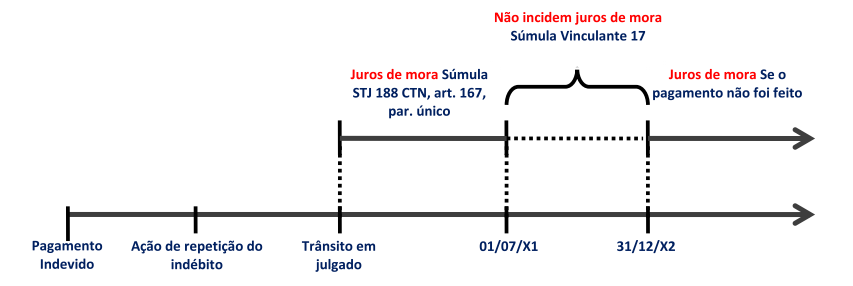 Não incidem juros de mora
Súmula Vinculante 17
Juros de mora Súmula
STJ 188 CTN, art. 167,
par. único
Juros de mora Se o
pagamento não foi feito
Pagamento
Indevido
Ação de repetição do
indébito
Trânsito em
julgado
01/07/X1
31/12/X2